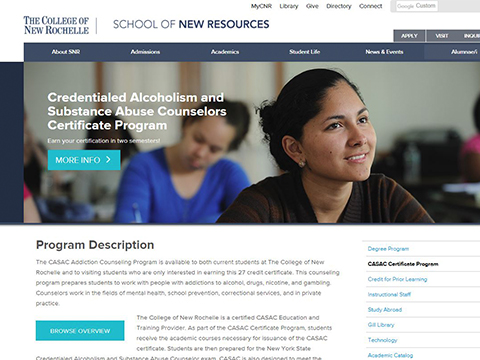 MyCNR Library Give Directory Connect Google Custom
THE COLLEGE OF
NEW ROCHELLE
SCHOOL OF NEW RESOURCES
APPLY VISIT
About SNR Admissions Academics Student Life News & Events
Credentialed Alcoholism and
Substance Abuse Counselors
Certificate Program
Earn your certification in two semesters!
MORE INFO
Program Description
The CASAC Addiction Counseling Program is available to both current students at The College of
New Rochelle and to visiting students who are only interested in earning this 27 credit certificate. This counseling
program prepares students to work with people with addictions to alcohol, drugs, nicotine, and gambling.
Counselors work in the fields of mental health, school prevention, correctional services, and in private
practice.
BROWSE OVERVIEW
The College of New Rochelle is a certified CASAC Education and
Training Provider. As part of the CASAC Certificate Program, students
receive the academic courses necessary for issuance of the CASAC
certificate. Students are then prepared for the New York State
Credentialed Alcoholism and Substance Abuse Counselor exam. CASAC is also designed to meet the
Degree Program
CASAC Certificate Program
Credit for Prior Learning
Instructional Staff
Study Abroad
Gill Library
Technology
Academic Catalog